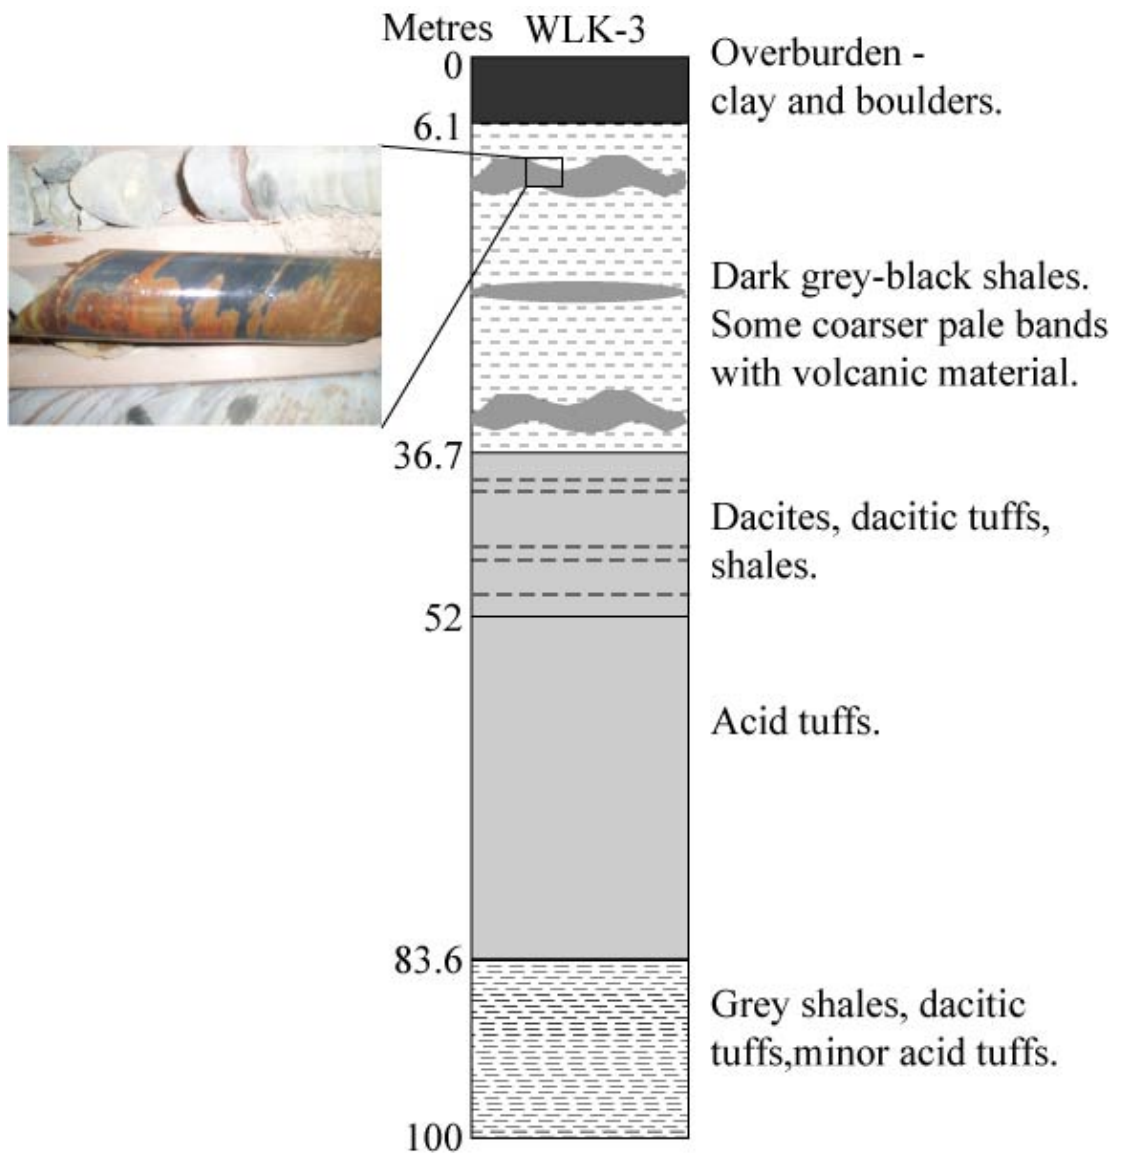 Metres WLK-3
0
Overburden -
clay and boulders.
6.1
Dark grey-black shales.
Some coarser pale bands
with volcanic material.
36.7
Dacites, dacitic tuffs,
shales.
52
Acid tuffs.
83.6
Grey shales, dacitic
tuffs,minor acid tuffs.
100